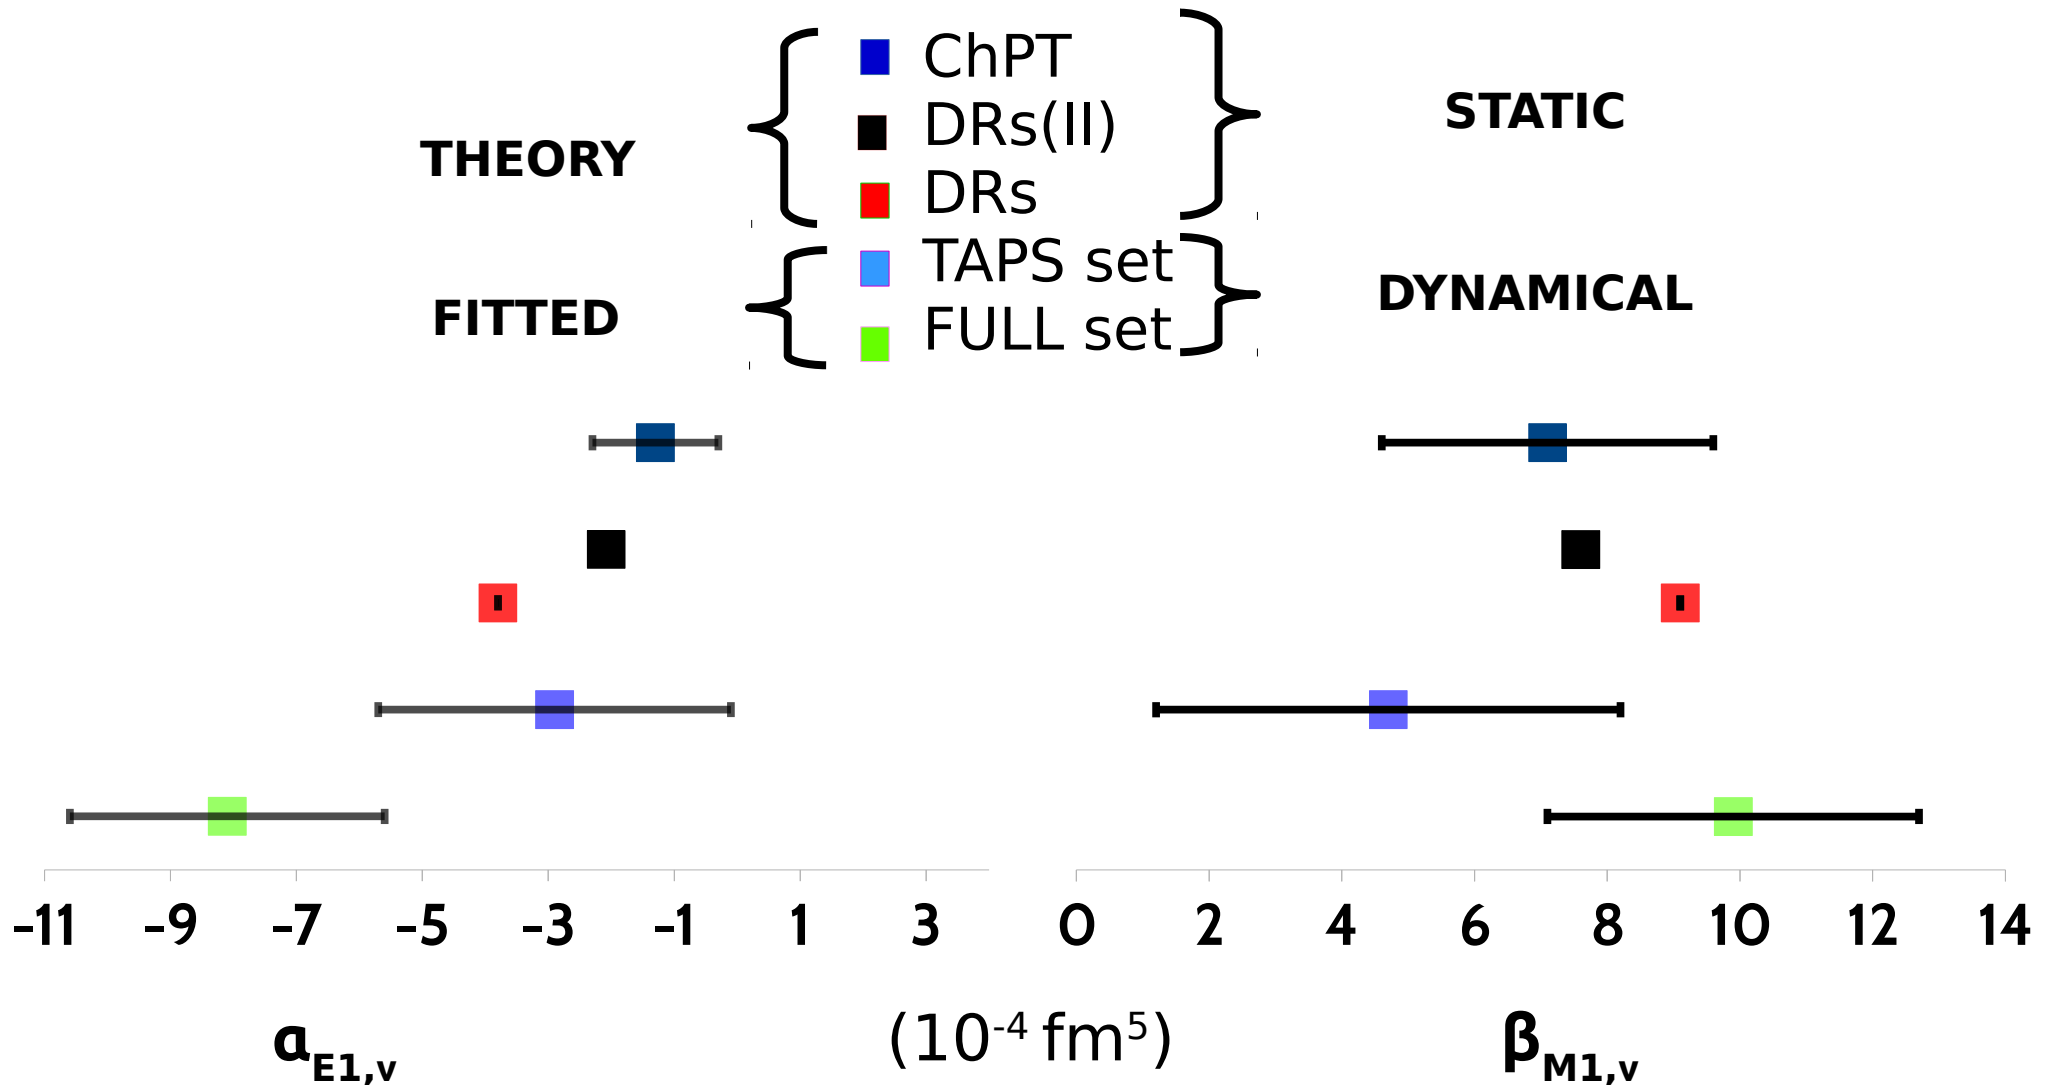 ChPT
STATIC
DRs(II)
THEORY
DRs
TAPS set
DYNAMICAL
FITTED
FULL set
–11 –9 –7 –5 –3 –1 1 3 0 2 4 6 8 10 12 14
αE1,ν (10-4 fm5) βM1,ν